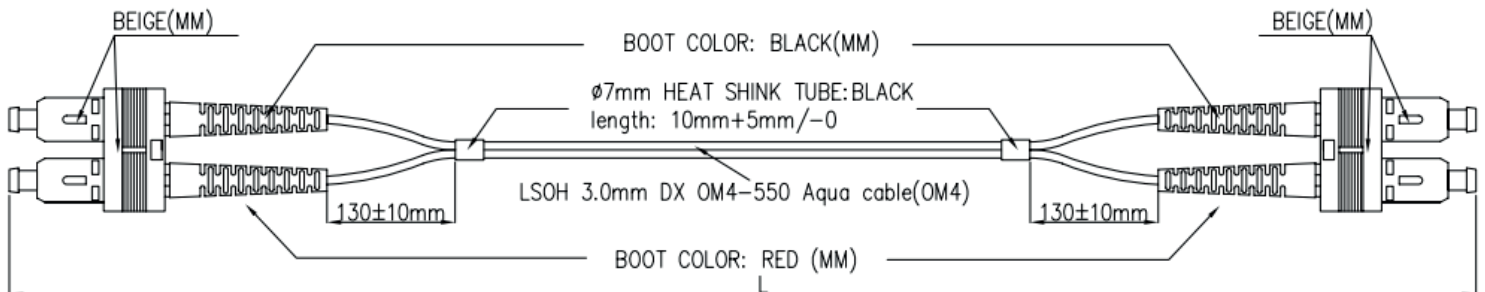 BEIGE(MM)
BEIGE(MM)
BOOT COLOR: BLACK(MM)
ø7mm HEAT SHINK TUBE:BLACK
length: 10mm+5mm/-0
LSOH 3.0mm DX OM4-550 Aqua cable(OM4)
130±10mm
130±10mm
BOOT COLOR: RED (MM)
L